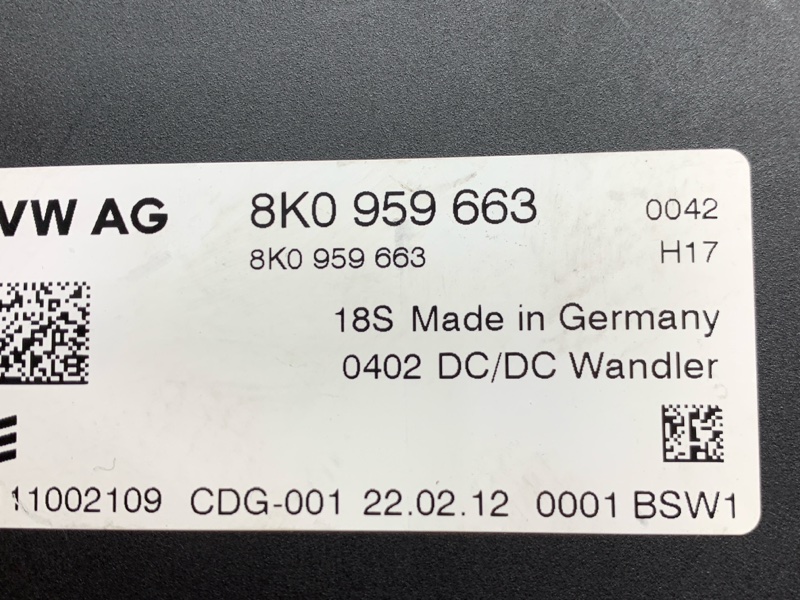 VW AG 8K0 959 663 0042
8K0 959 663 H17
18S Made in Germany
0402 DC/DC Wandler
11002109 CDG-001 22.02.12 0001 BSW1